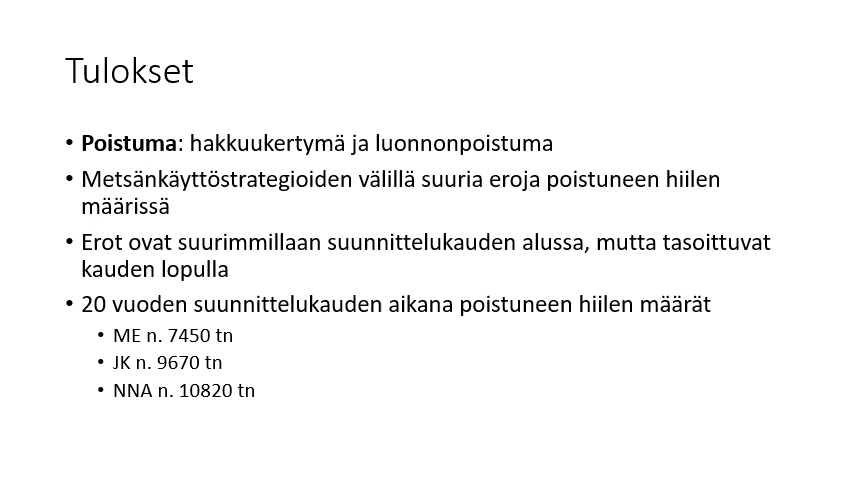 Tulokset
• Poistuma: hakkuukertymä ja luonnonpoistuma
• Metsänkäyttöstrategioiden välillä suuria eroja poistuneen hiilen
määrissä
• Erot ovat suurimmillaan suunnittelukauden alussa, mutta tasoittuvat
kauden lopulla
• 20 vuoden suunnittelukauden aikana poistuneen hiilen määrät
• ME n. 7450 tn
• JK n. 9670 tn
• NNA n. 10820 tn